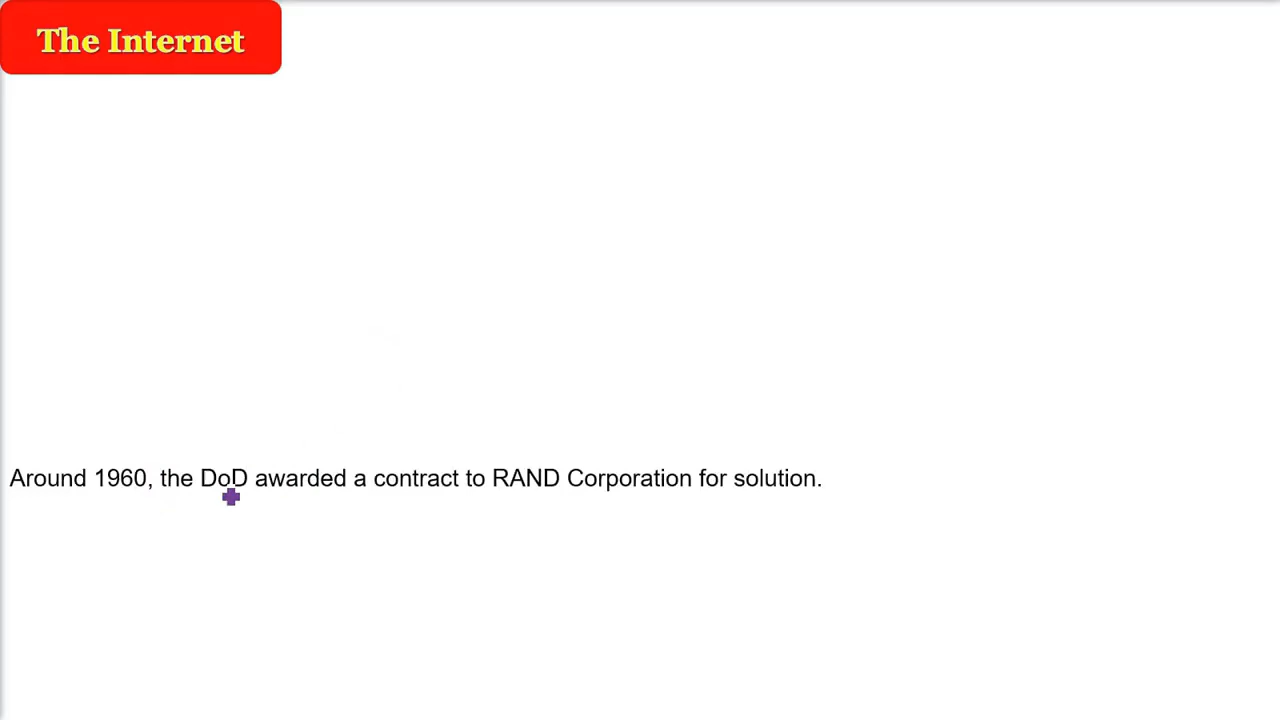 The Internet
Around 1960, the DoD awarded a contract to RAND Corporation for solution.